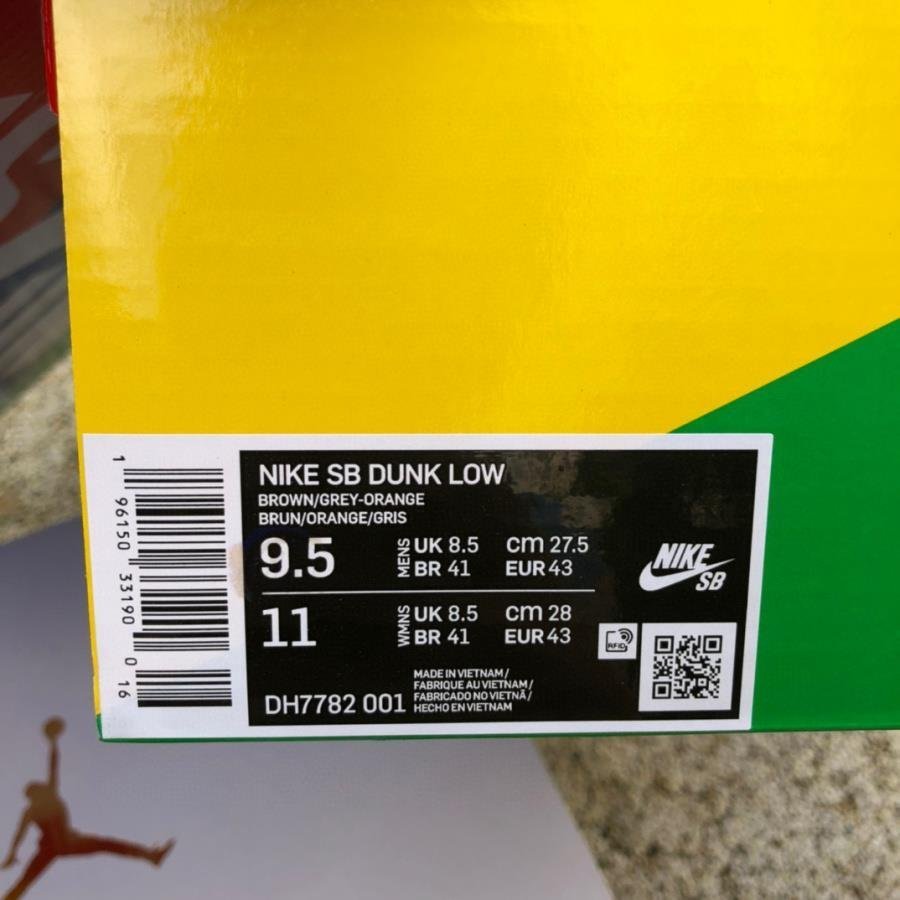 NIKE SB DUNK LOW
BROWN/GREY-ORANGE
BRUN/ORANGE/GRIS
9.5 MENS UK 8.5 cm 27.5
BR 41 EUR 43
11 WMNS UK 8.5 cm 28
BR 41 EUR 43
NIKE
SB
RFID
DH7782 001
MADE IN VIETNAM /
FABRIQUE AU VIETNAM /
FABRICADO NO VIETNÃ /
HECHO EN VIETNAM
1 96150 33190 0 16